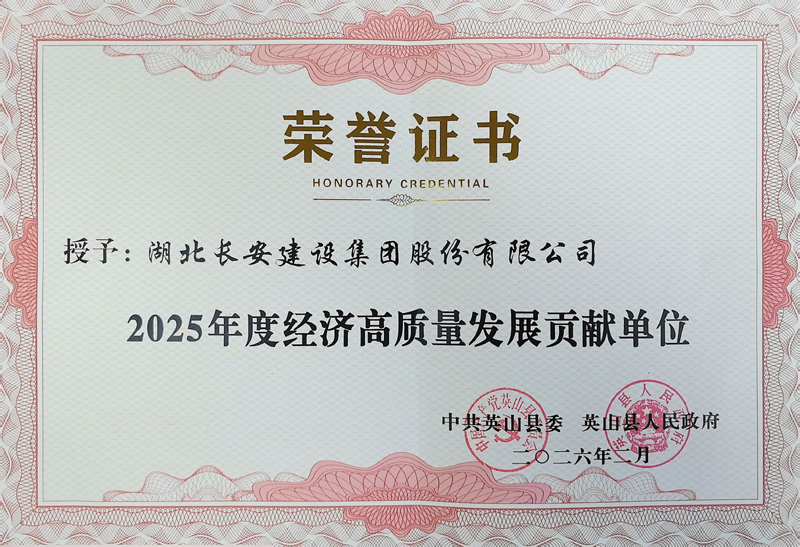 荣誉证书
HONORARY CREDENTIAL
授予：湖北长安建设集团股份有限公司
2025年度经济高质量发展贡献单位
中共英山县委 英山县人民政府
二〇二六年二月